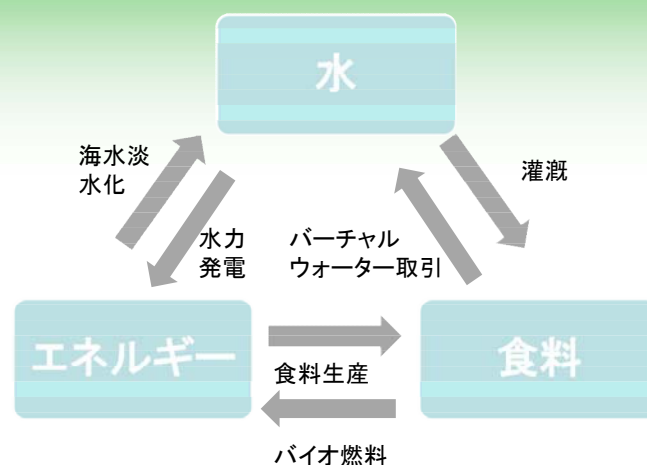 水
海水淡
水化
灌漑
水力
発電
バーチャル
ウォーター取引
エネルギー
食料
食料生産
バイオ燃料